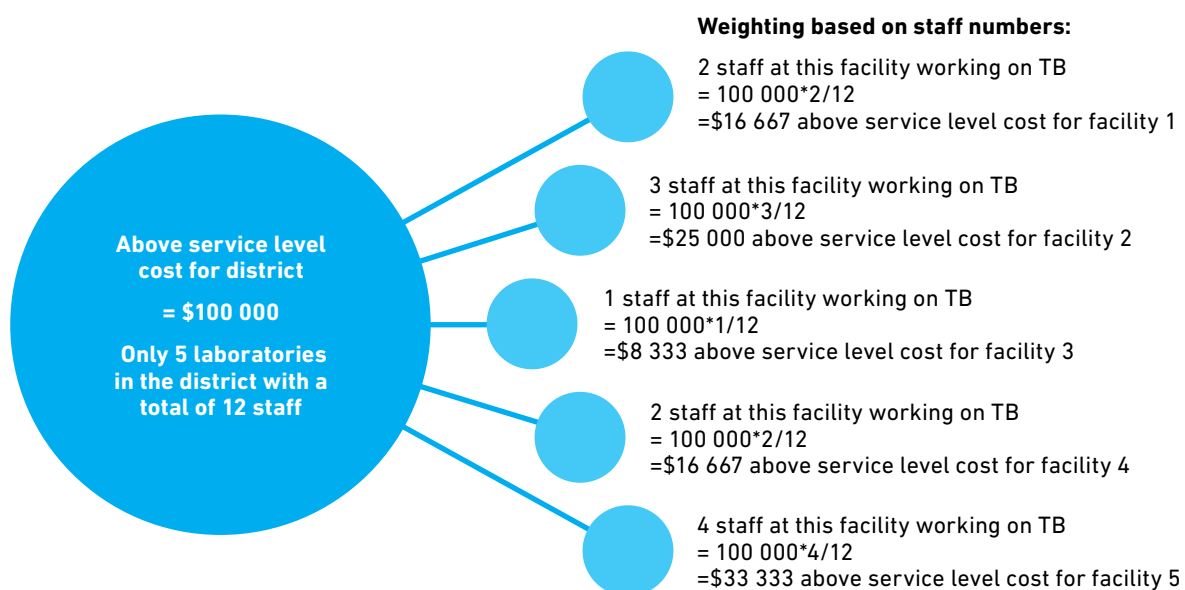 Weighting based on staff numbers:
2 staff at this facility working on TB
= 100 000*2/12
=$16 667 above service level cost for facility 1
3 staff at this facility working on TB
= 100 000*3/12
=$25 000 above service level cost for facility 2
Above service level
cost for district
= $100 000
Only 5 laboratories
in the district with a
total of 12 staff
1 staff at this facility working on TB
= 100 000*1/12
=$8 333 above service level cost for facility 3
2 staff at this facility working on TB
= 100 000*2/12
=$16 667 above service level cost for facility 4
4 staff at this facility working on TB
= 100 000*4/12
=$33 333 above service level cost for facility 5